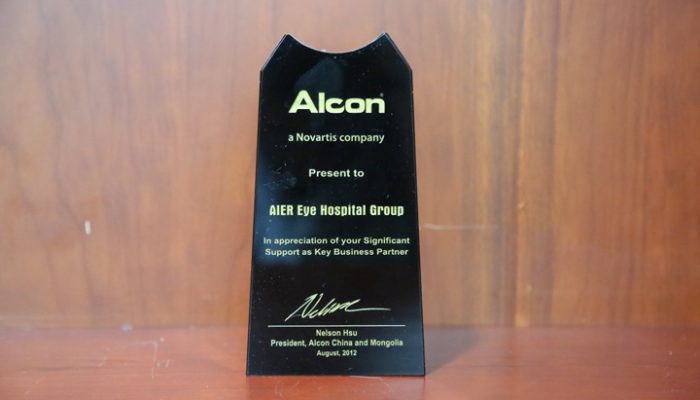 Alcon
a Novartis company
Present to
AIER Eye Hospital Group
In appreciation of your Significant
Support as Key Business Partner
Nelson
Nelson Hsu
President, Alcon China and Mongolia
August, 2012